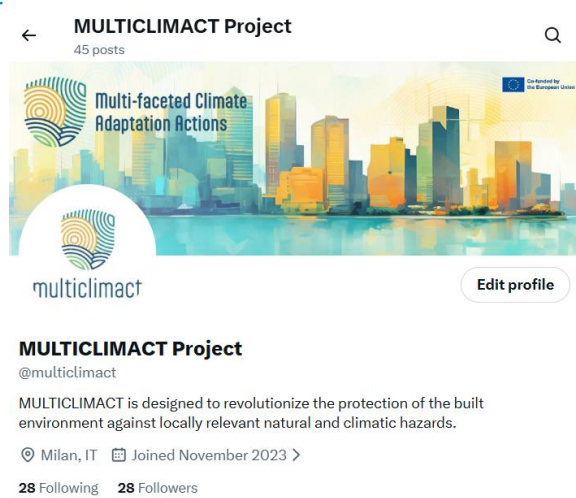 MULTICLIMACT Project
45 posts
Multi-faceted Climate
Adaptation Actions
Co-funded by
the European Union
multiclimact
Edit profile
MULTICLIMACT Project
@multiclimact
MULTICLIMACT is designed to revolutionize the protection of the built
environment against locally relevant natural and climatic hazards.
Milan, IT Joined November 2023
28 Following 28 Followers